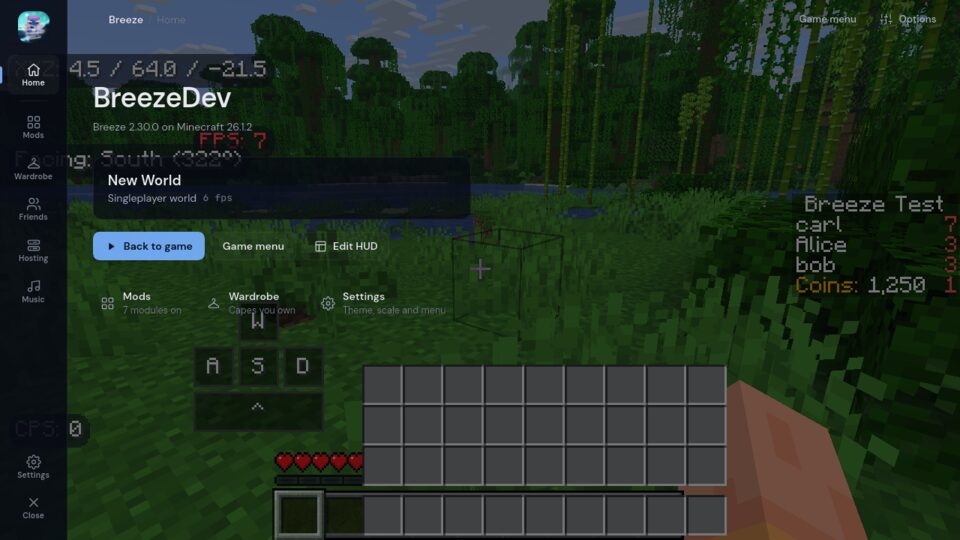 Breeze / Home
Game menu
Options
4.5 / 64.0 / -21.5
Home
BreezeDev
Breeze 2.30.0 on Minecraft 26.1.2
Mods
FPS: 7
Facing: South (322°)
Wardrobe
New World
Singleplayer world 6 fps
Friends
Breeze Test
carl 7
Alice 3
bob 3
Coins: 1,250 1
Hosting
Back to game
Game menu
Edit HUD
Music
Mods
7 modules on
Wardrobe
Capes you own
Settings
Theme, scale and menu
W
A S D
^
CPS: 0
Settings
Close